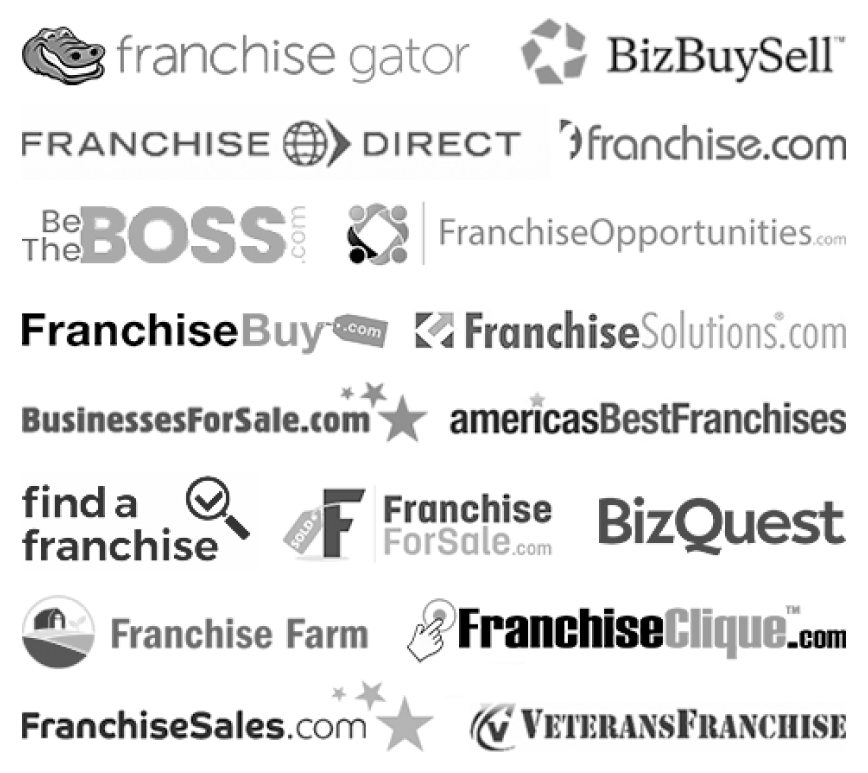 franchise gator
BizBuySell™
FRANCHISE DIRECT
franchise.com
Be
The BOSS .com
FranchiseOpportunities.com
FranchiseBuy .com
FranchiseSolutions®.com
BusinessesForSale.com
americasBestFranchises
find a
franchise
SOLD F
Franchise
ForSale.com
BizQuest
Franchise Farm
FranchiseClique™.com
FranchiseSales.com
V VETERANSFRANCHISE